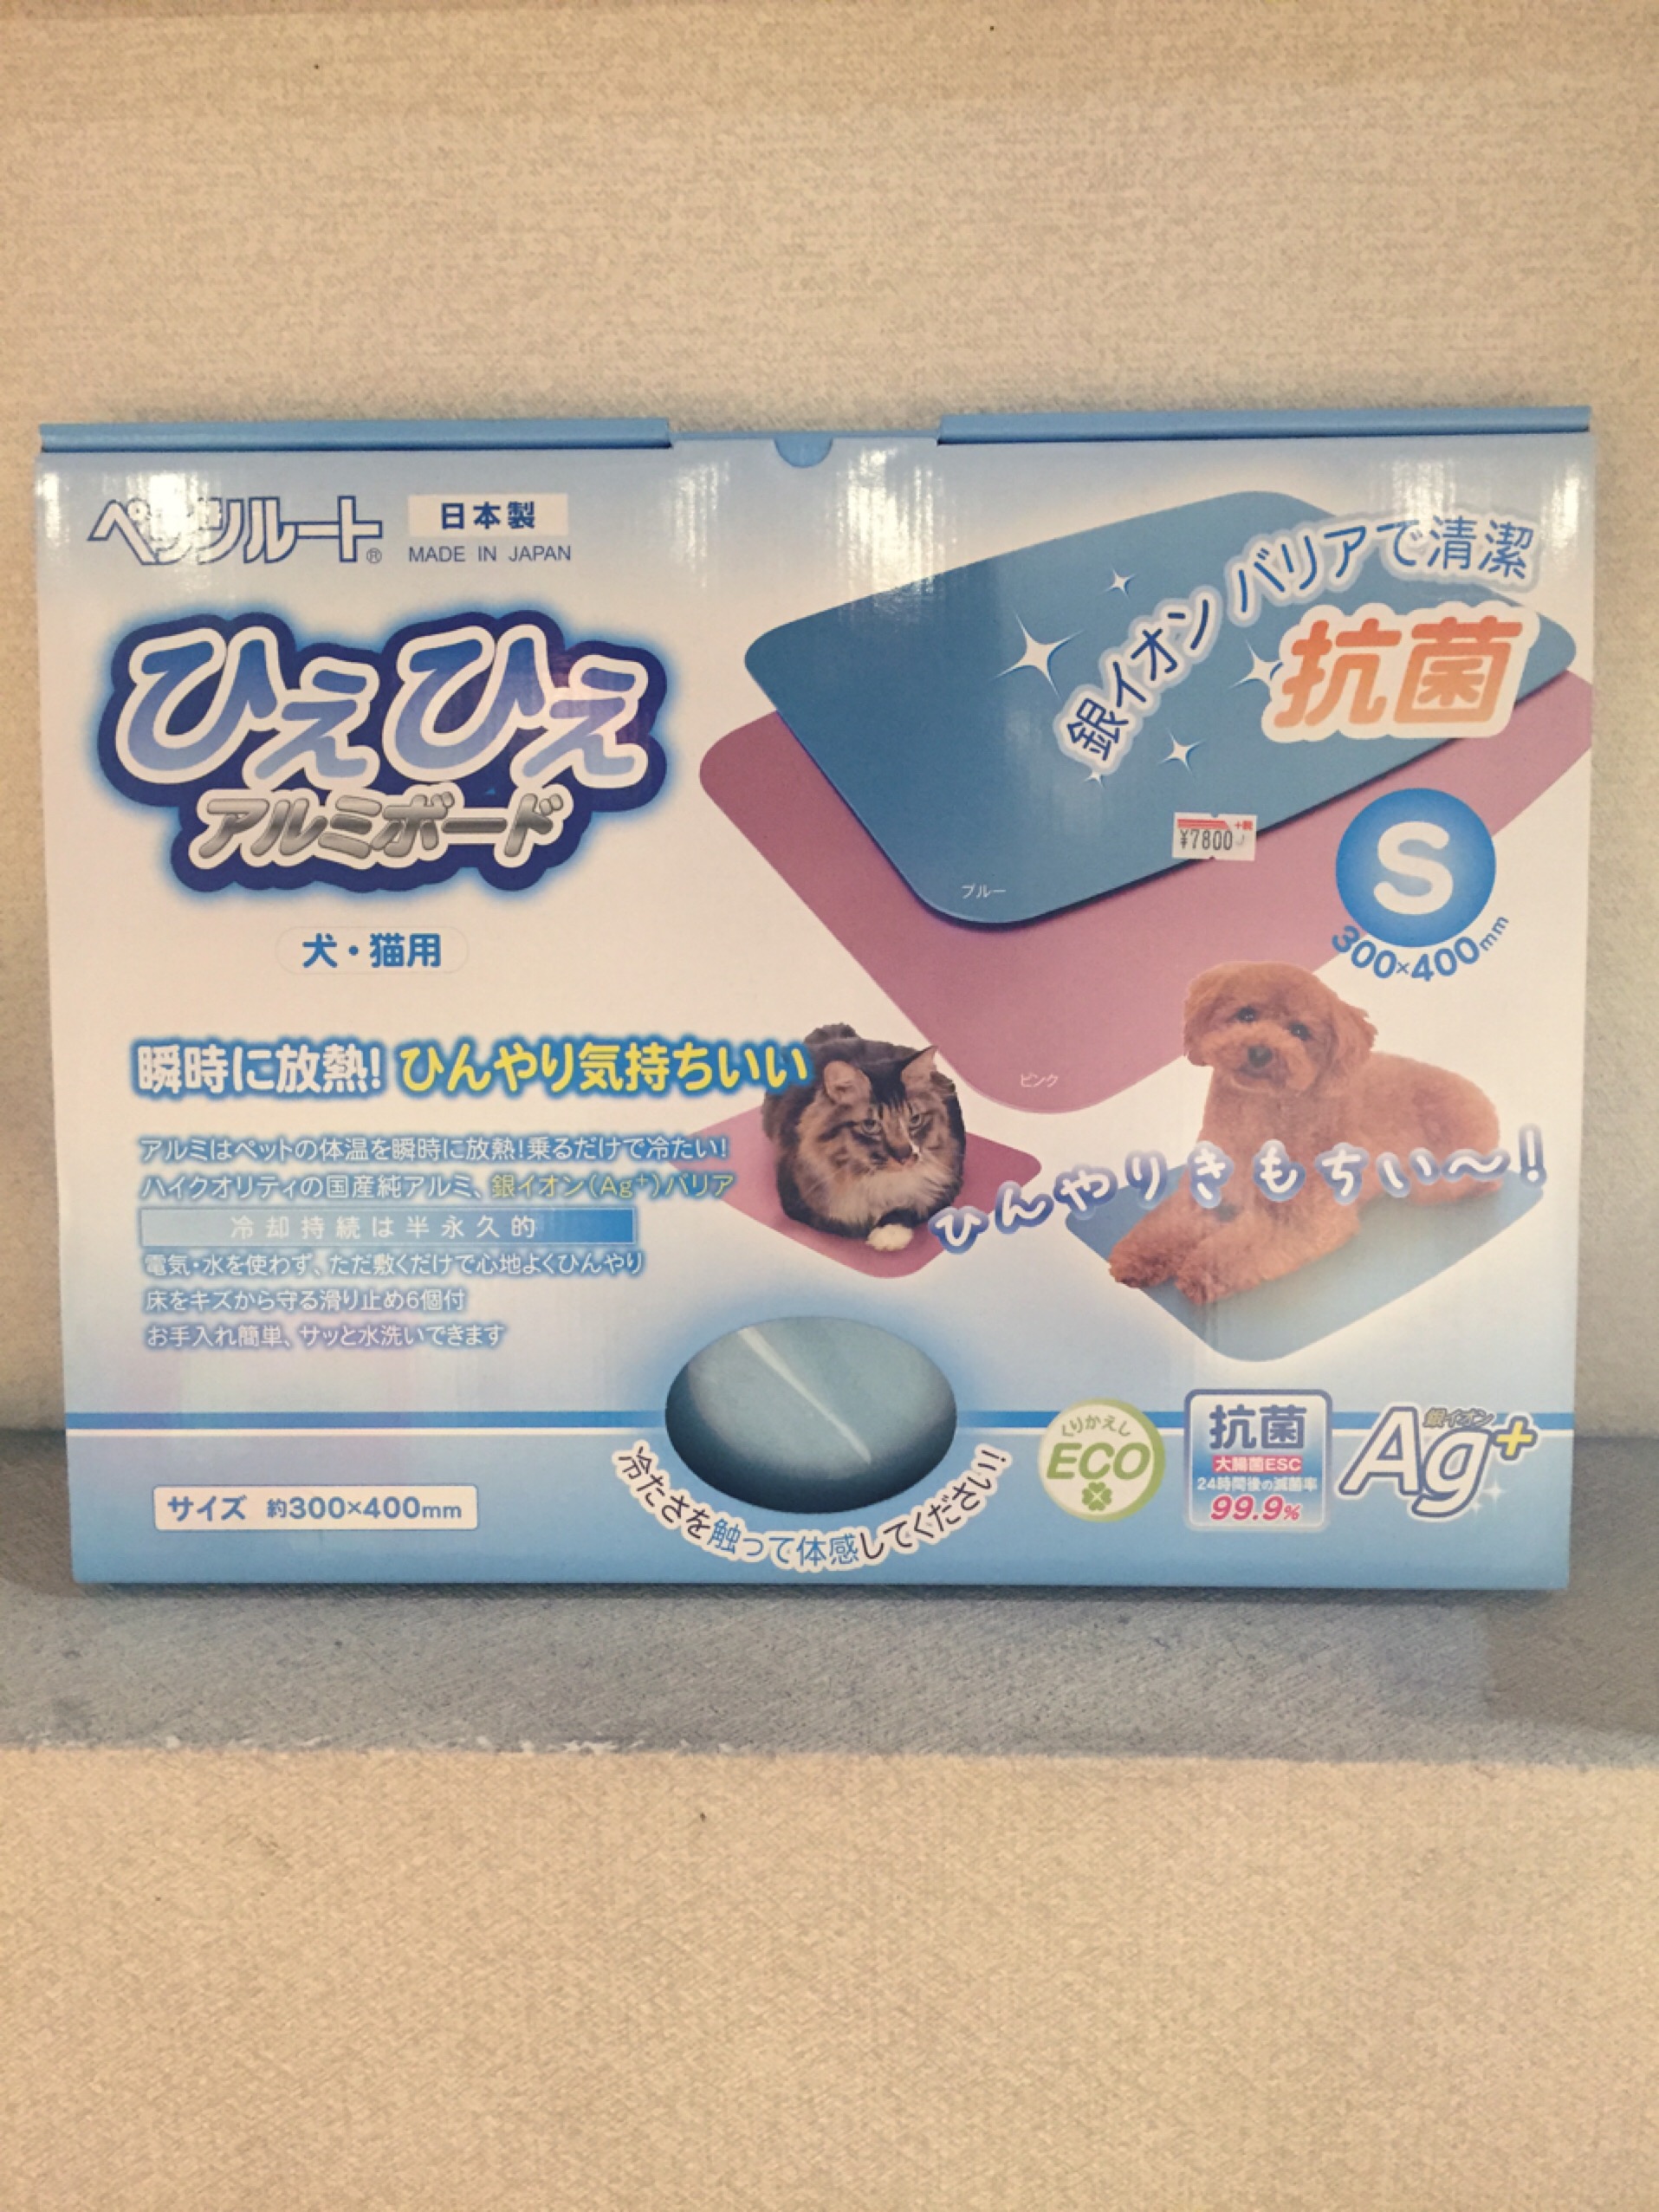 ペッツルート®
日本製
MADE IN JAPAN
銀イオンバリアで清潔
抗菌
ひえひえ
アルミボード
¥7800
S
300×400mm
ブルー
犬・猫用
瞬時に放熱!ひんやり気持ちいい
ピンク
アルミはペットの体温を瞬時に放熱!乗るだけで冷たい!
ハイクオリティの国産純アルミ、銀イオン(Ag⁺)バリア
冷却持続は半永久的
電気・水を使わず、ただ敷くだけで心地よくひんやり
床をキズから守る滑り止め6個付
お手入れ簡単、サッと水洗いできます
ひんやりきもちい〜!
サイズ 約300×400mm
冷たさを触って体感してください!
くりかえし
ECO
抗菌
大腸菌ESC
24時間後の滅菌率
99.9%
銀イオン
Ag+